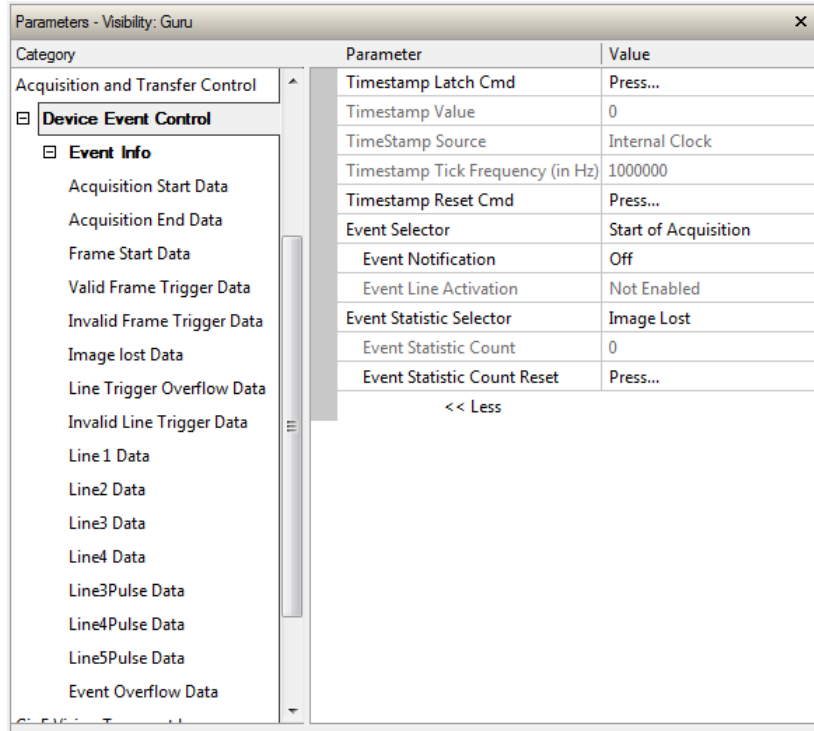 Parameters - Visibility: Guru
Category
Parameter Value
Acquisition and Transfer Control
Device Event Control
Event Info
Acquisition Start Data
Acquisition End Data
Frame Start Data
Valid Frame Trigger Data
Invalid Frame Trigger Data
Image lost Data
Line Trigger Overflow Data
Invalid Line Trigger Data
Line 1 Data
Line2 Data
Line3 Data
Line4 Data
Line3Pulse Data
Line4Pulse Data
Line5Pulse Data
Event Overflow Data
Timestamp Latch Cmd Press...
Timestamp Value 0
TimeStamp Source Internal Clock
Timestamp Tick Frequency (in Hz) 1000000
Timestamp Reset Cmd Press...
Event Selector Start of Acquisition
Event Notification Off
Event Line Activation Not Enabled
Event Statistic Selector Image Lost
Event Statistic Count 0
Event Statistic Count Reset Press...
<< Less